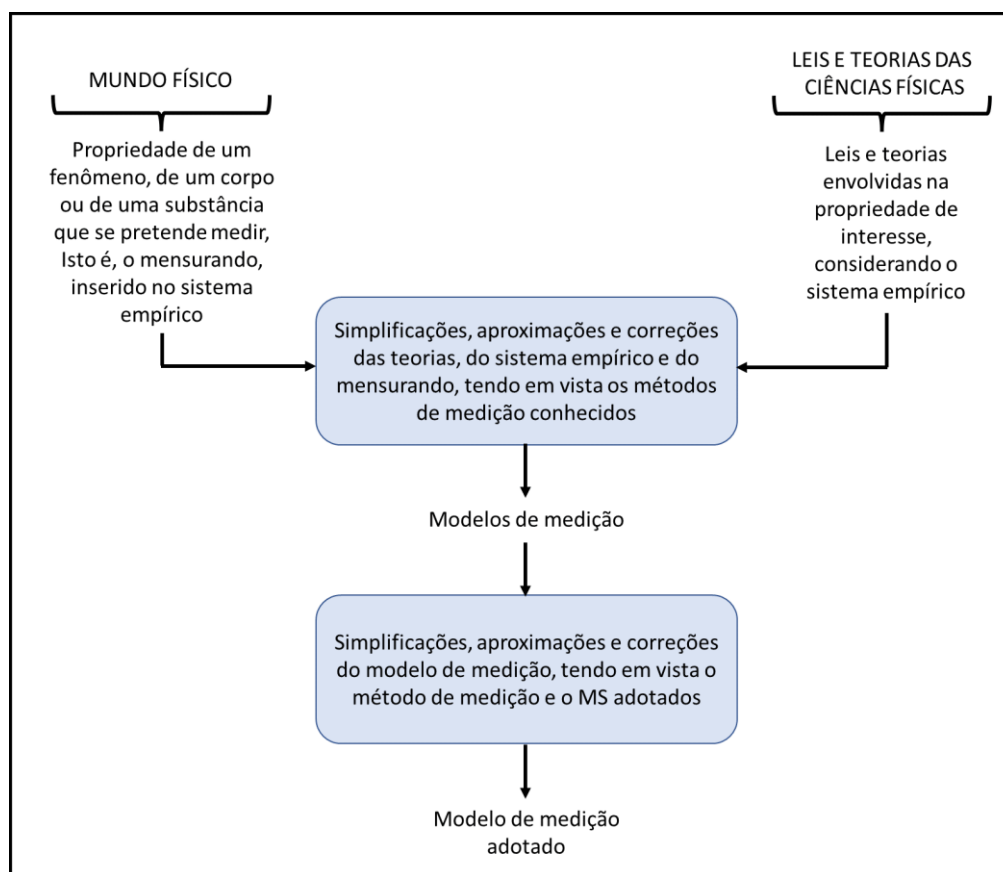 MUNDO FÍSICO
Propriedade de um
fenômeno, de um corpo
ou de uma substância
que se pretende medir,
Isto é, o mensurando,
inserido no sistema
empírico
LEIS E TEORIAS DAS
CIÊNCIAS FÍSICAS
Leis e teorias
envolvidas na
propriedade de
interesse,
considerando o
sistema empírico
Simplificações, aproximações e correções
das teorias, do sistema empírico e do
mensurando, tendo em vista os métodos
de medição conhecidos
Modelos de medição
Simplificações, aproximações e correções
do modelo de medição, tendo em vista o
método de medição e o MS adotados
Modelo de medição
adotado